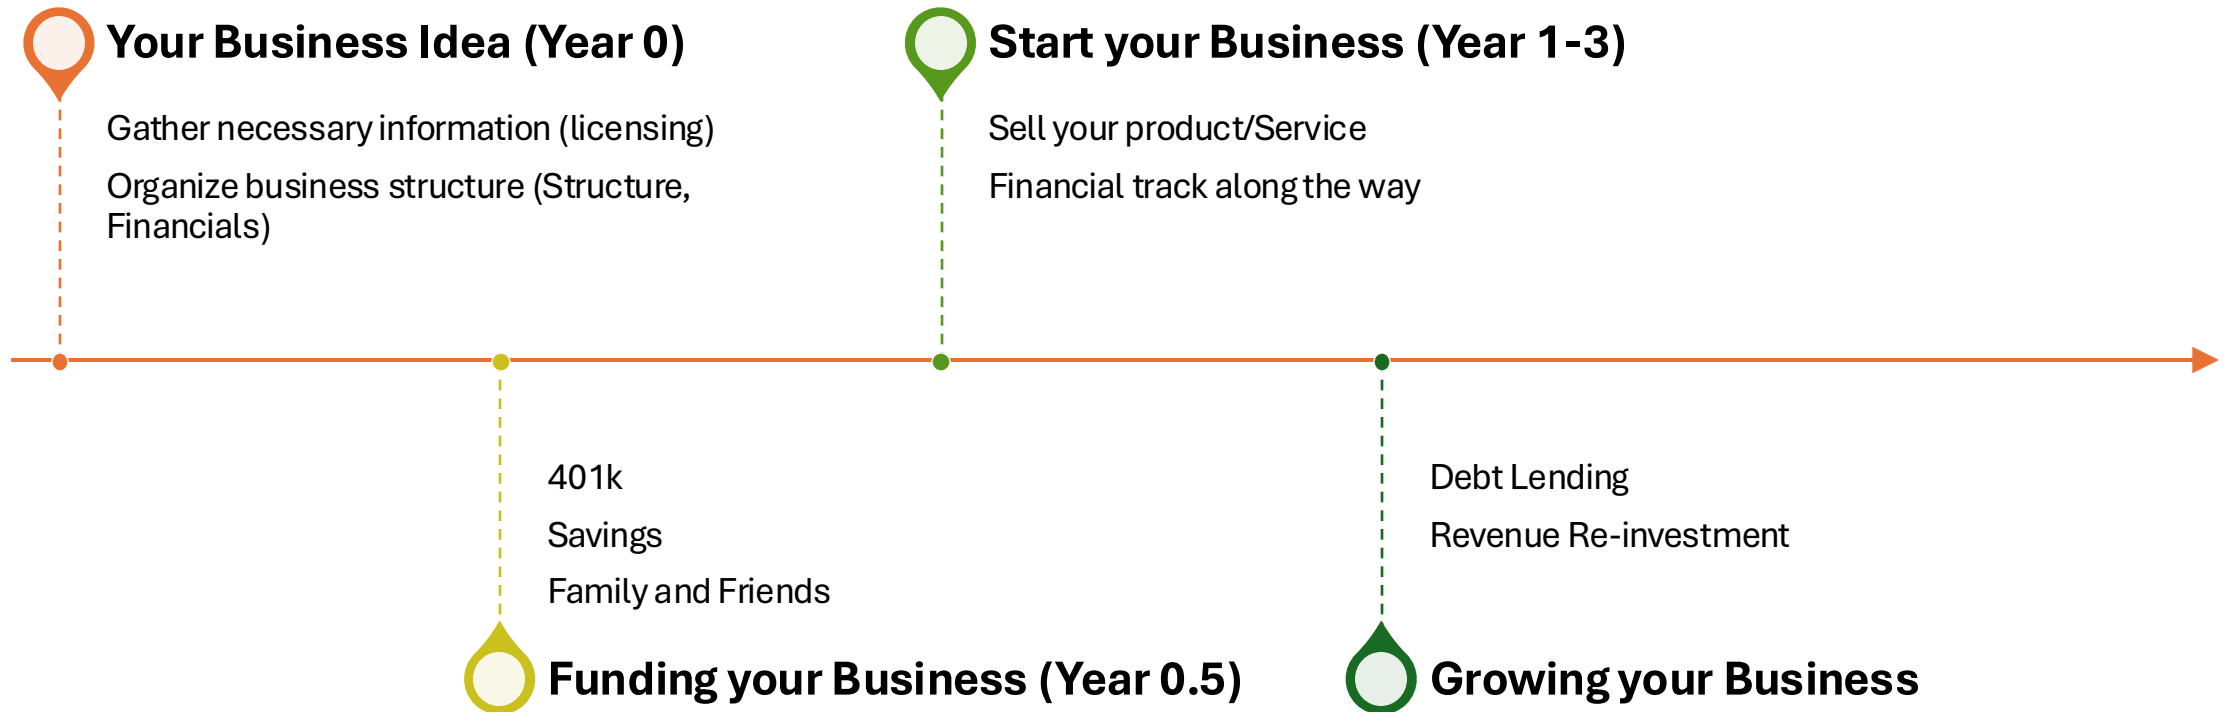 Your Business Idea (Year 0)
Gather necessary information (licensing)
Organize business structure (Structure,
Financials)
Start your Business (Year 1-3)
Sell your product/Service
Financial track along the way
401k
Savings
Family and Friends
Funding your Business (Year 0.5)
Debt Lending
Revenue Re-investment
Growing your Business